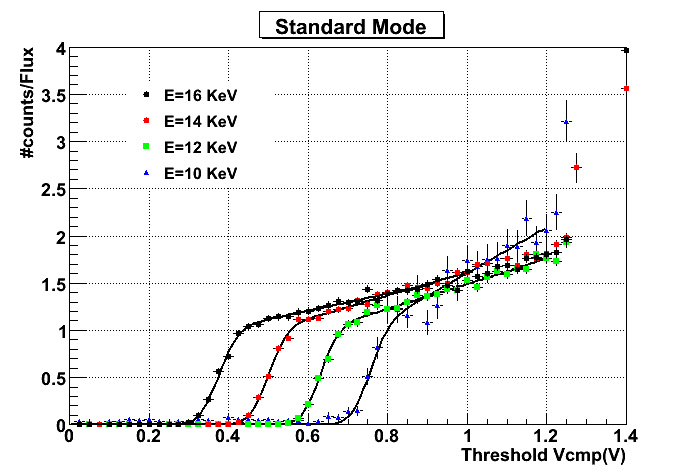 Standard Mode
#counts/Flux
4
3.5
3
2.5
2
1.5
1
0.5
0
E=16 KeV
E=14 KeV
E=12 KeV
E=10 KeV
0 0.2 0.4 0.6 0.8 1 1.2 1.4
Threshold Vcmp(V)